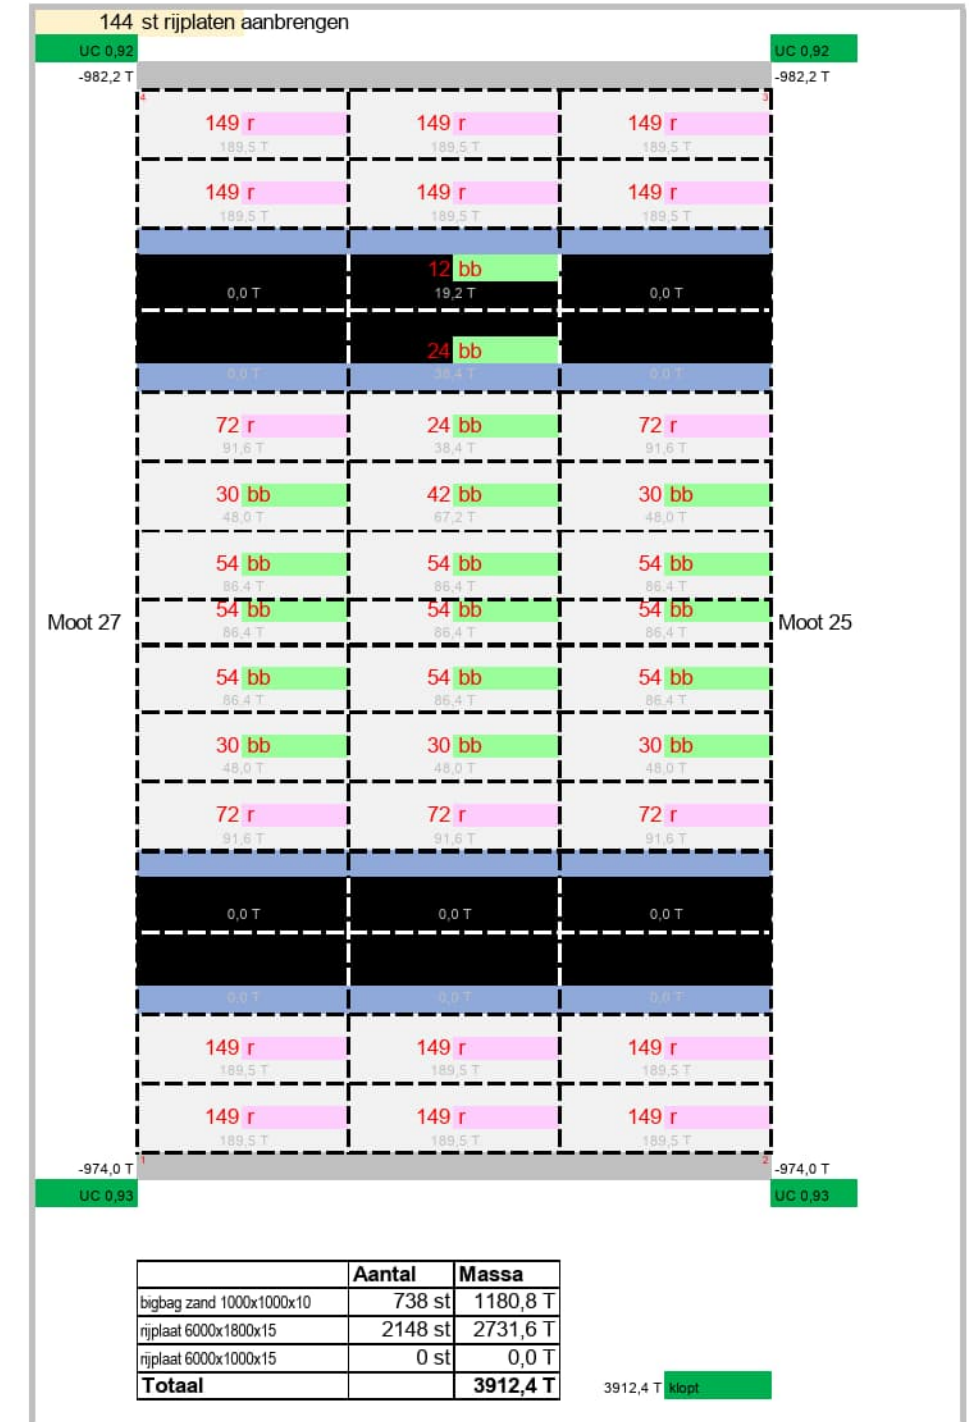 144 st rijplaten aanbrengen
UC 0,92 UC 0,92
-982,2 T -982,2 T
4 3
149 r 149 r 149 r
189,5 T 189,5 T 189,5 T
149 r 149 r 149 r
189,5 T 189,5 T 189,5 T
12 bb
0,0 T 19,2 T 0,0 T
24 bb
0,0 T 38,4 T 0,0 T
72 r 24 bb 72 r
91,6 T 38,4 T 91,6 T
30 bb 42 bb 30 bb
48,0 T 67,2 T 48,0 T
54 bb 54 bb 54 bb
86,4 T 86,4 T 86,4 T
54 bb 54 bb 54 bb
Moot 27 86,4 T 86,4 T 86,4 T Moot 25
54 bb 54 bb 54 bb
86,4 T 86,4 T 86,4 T
30 bb 30 bb 30 bb
48,0 T 48,0 T 48,0 T
72 r 72 r 72 r
91,6 T 91,6 T 91,6 T
0,0 T 0,0 T 0,0 T
0,0 T 0,0 T 0,0 T
149 r 149 r 149 r
189,5 T 189,5 T 189,5 T
149 r 149 r 149 r
189,5 T 189,5 T 189,5 T
1 2
-974,0 T -974,0 T
UC 0,93 UC 0,93
Aantal Massa
bigbag zand 1000x1000x10 738 st 1180,8 T
rijplaat 6000x1800x15 2148 st 2731,6 T
rijplaat 6000x1000x15 0 st 0,0 T
Totaal 3912,4 T 3912,4 T klopt